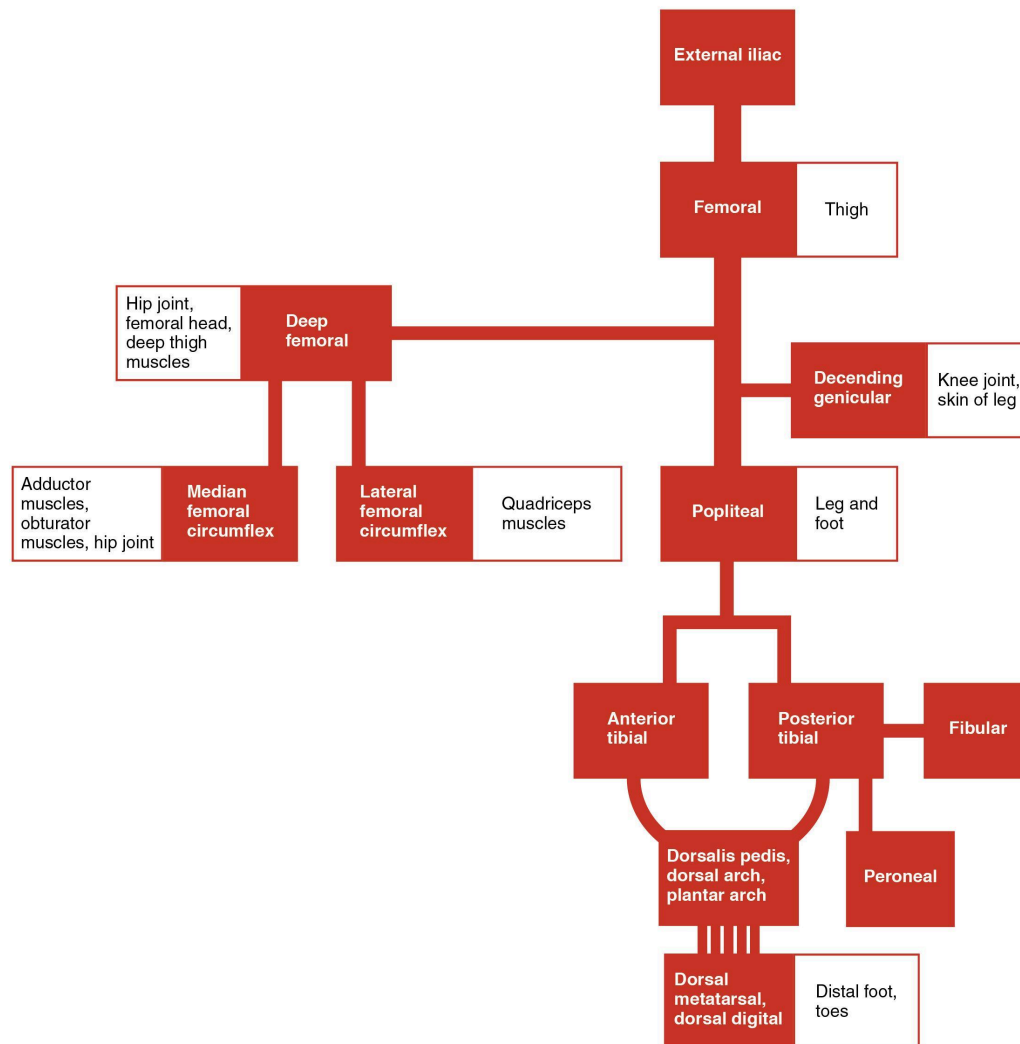 External iliac
Femoral
Thigh
Hip joint,
femoral head,
deep thigh
muscles
Deep
femoral
Decending
genicular
Knee joint,
skin of leg
Adductor
muscles,
obturator
muscles, hip joint
Median
femoral
circumflex
Lateral
femoral
circumflex
Quadriceps
muscles
Popliteal
Leg and
foot
Anterior
tibial
Posterior
tibial
Fibular
Dorsalis pedis,
dorsal arch,
plantar arch
Peroneal
Dorsal
metatarsal,
dorsal digital
Distal foot,
toes